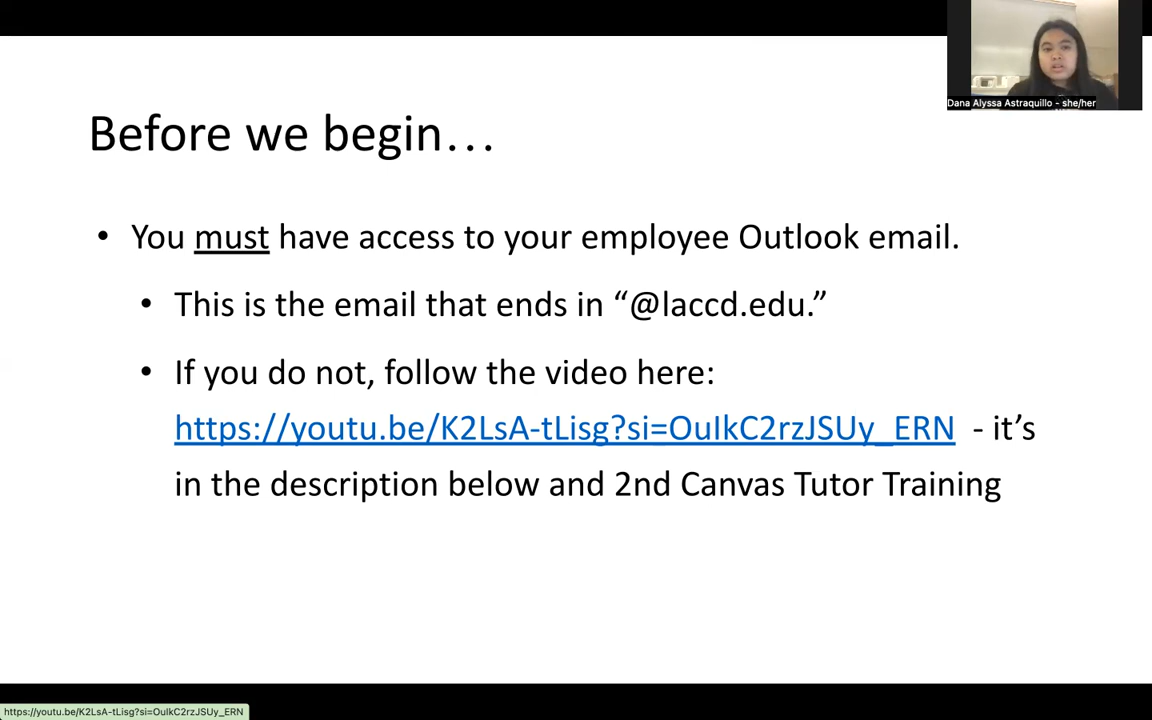 Dana Alyssa Astraquillo - she/her
Before we begin…
• You must have access to your employee Outlook email.
• This is the email that ends in “@laccd.edu.”
• If you do not, follow the video here:
https://youtu.be/K2LsA-tLisg?si=OuIkC2rzJSUy_ERN - it’s
in the description below and 2nd Canvas Tutor Training
https://youtu.be/K2LsA-tLisg?si=OuIkC2rzJSUy_ERN